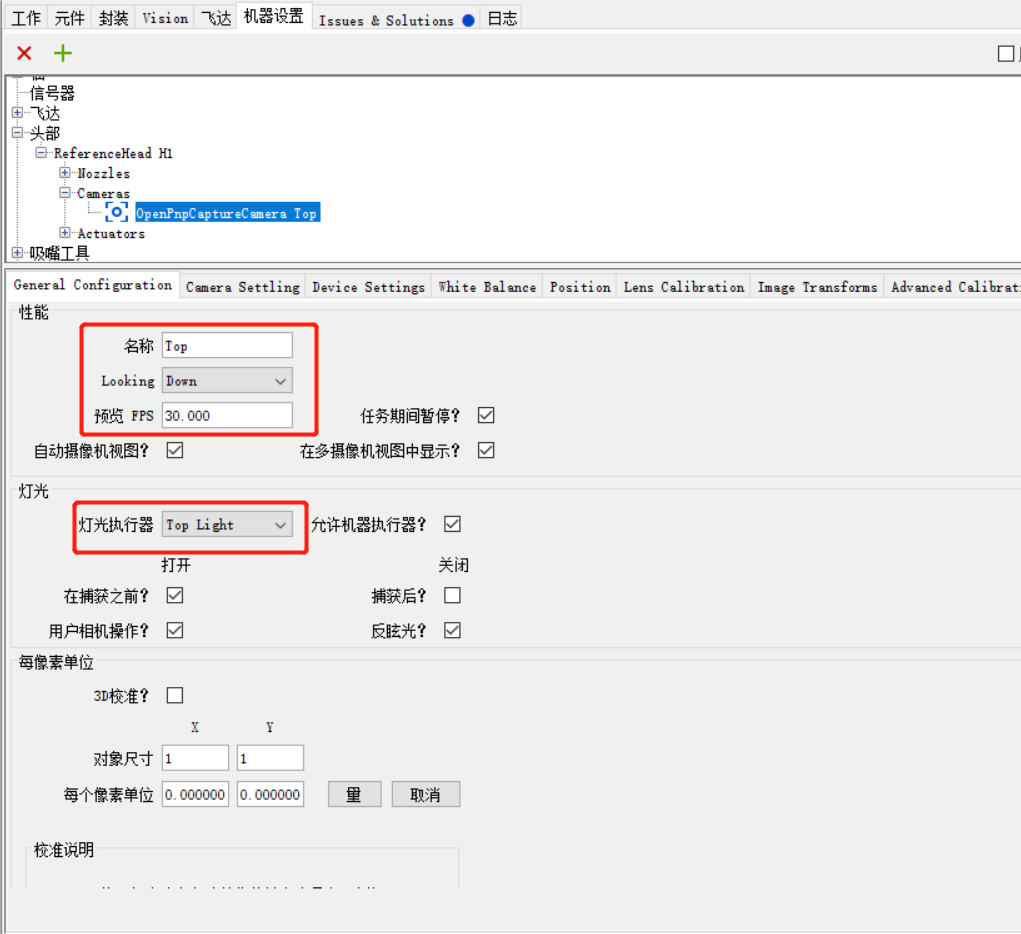 工作 元件 封装 Vision 飞达 机器设置 Issues & Solutions 日志
信号器
飞达
头部
ReferenceHead H1
Nozzles
Cameras
OpenPnpCaptureCamera Top
Actuators
吸嘴工具
General Configuration Camera Settling Device Settings White Balance Position Lens Calibration Image Transforms Advanced Calibrati
性能
名称 Top
Looking Down
预览 FPS 30.000 任务期间暂停?
自动摄像机视图? 在多摄像机视图中显示?
灯光
灯光执行器 Top Light 允许机器执行器?
打开 关闭
在捕获之前? 捕获后?
用户相机操作? 反眩光?
每像素单位
3D校准?
X Y
对象尺寸 1 1
每个像素单位 0.000000 0.000000 量 取消
校准说明